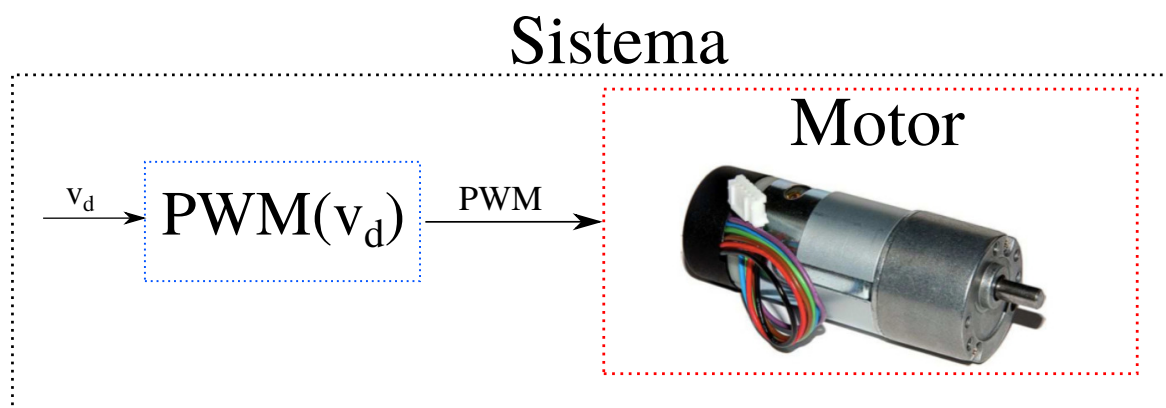 Sistema
Motor
v_d
PWM(v_d)
PWM